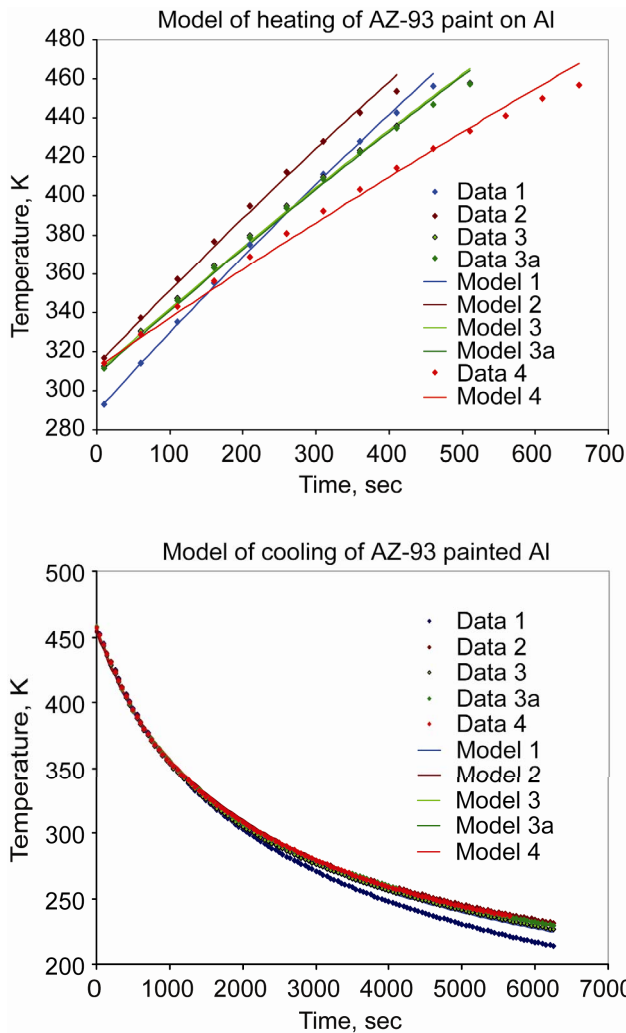 Model of heating of AZ-93 paint on Al
480
460
440
420
400
380
360
340
320
300
280
Temperature, K
0 100 200 300 400 500 600 700
Time, sec
Data 1
Data 2
Data 3
Data 3a
Model 1
Model 2
Model 3
Model 3a
Data 4
Model 4
Model of cooling of AZ-93 painted Al
500
450
400
350
300
250
200
Temperature, K
0 1000 2000 3000 4000 5000 6000 7000
Time, sec
Data 1
Data 2
Data 3
Data 3a
Data 4
Model 1
Model 2
Model 3
Model 3a
Model 4